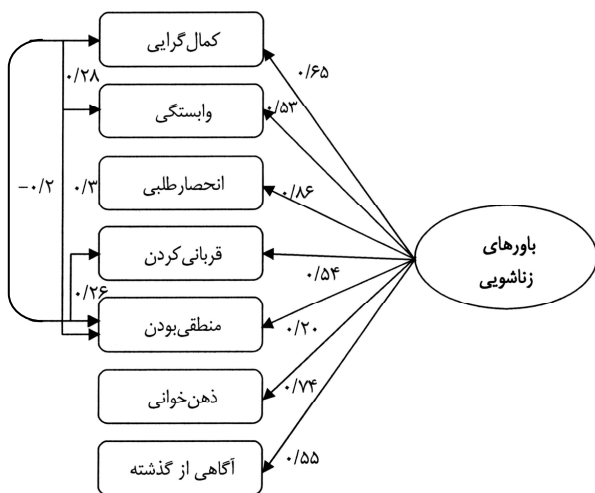 کمال‌گرایی
۰/۶۵
۰/۲۸
وابستگی
۰/۵۳
انحصارطلبی
۰/۸۶
-۰/۲
۰/۳
قربانی‌کردن
۰/۵۴
باورهای
زناشویی
۰/۲۶
منطقی‌بودن
۰/۲۰
ذهن‌خوانی
۰/۷۴
آگاهی از گذشته
۰/۵۵